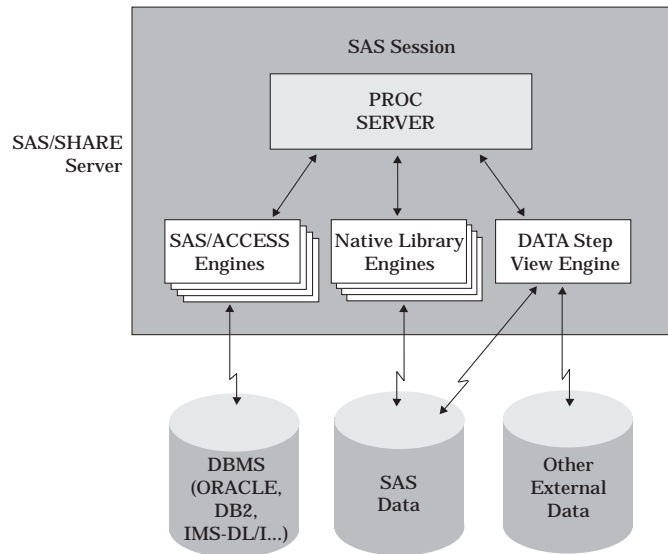 SAS Session
PROC
SERVER
SAS/SHARE
Server
SAS/ACCESS
Engines
Native Library
Engines
DATA Step
View Engine
DBMS
(ORACLE,
DB2,
IMS-DL/I...)
SAS
Data
Other
External
Data